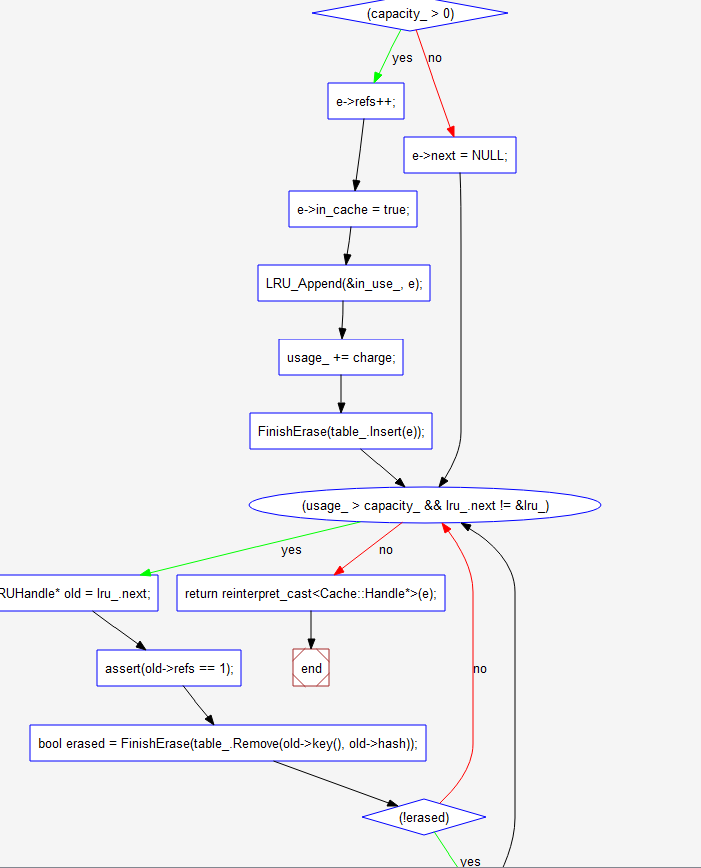 (capacity_ > 0)
yes
no
e->refs++;
e->next = NULL;
e->in_cache = true;
LRU_Append(&in_use_, e);
usage_ += charge;
FinishErase(table_.Insert(e));
(usage_ > capacity_ && lru_.next != &lru_)
yes
no
RUHandle* old = lru_.next;
return reinterpret_cast<Cache::Handle*>(e);
assert(old->refs == 1);
end
no
bool erased = FinishErase(table_.Remove(old->key(), old->hash));
(!erased)
yes